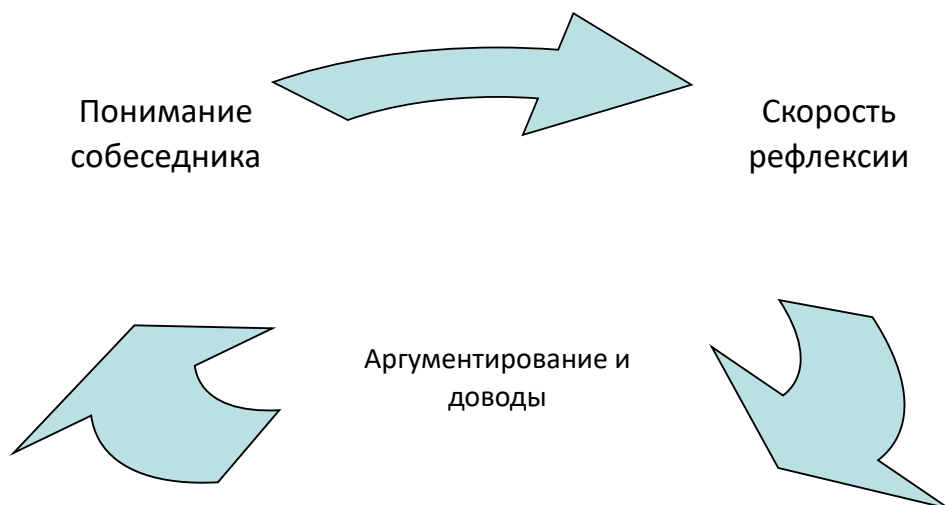 Понимание
собеседника
Скорость
рефлексии
Аргументирование и
доводы